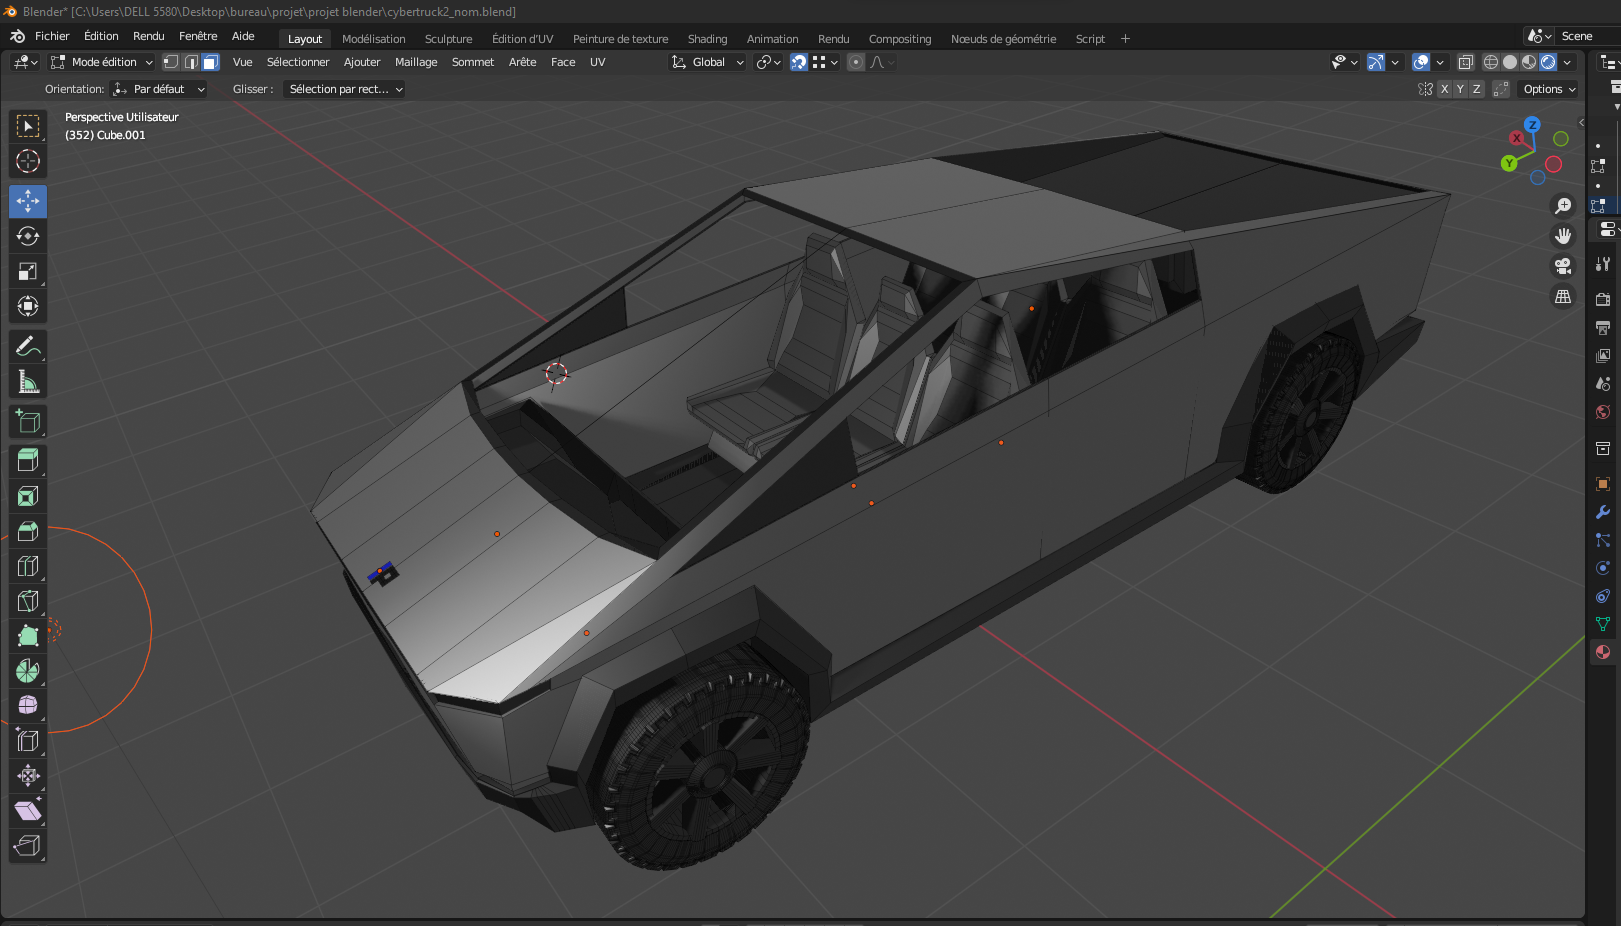 Blender* [C:\Users\DELL 5580\Desktop\bureau\projet\projet blender\cybertruck2_nom.blend]
Fichier Édition Rendu Fenêtre Aide Layout Modélisation Sculpture Édition d'UV Peinture de texture Shading Animation Rendu Compositing Nœuds de géométrie Script + Scene
Mode édition Vue Sélectionner Ajouter Maillage Sommet Arête Face UV Global
Orientation: Par défaut Glisser : Sélection par rect... X Y Z Options
Perspective Utilisateur
(352) Cube.001
Z
X
Y